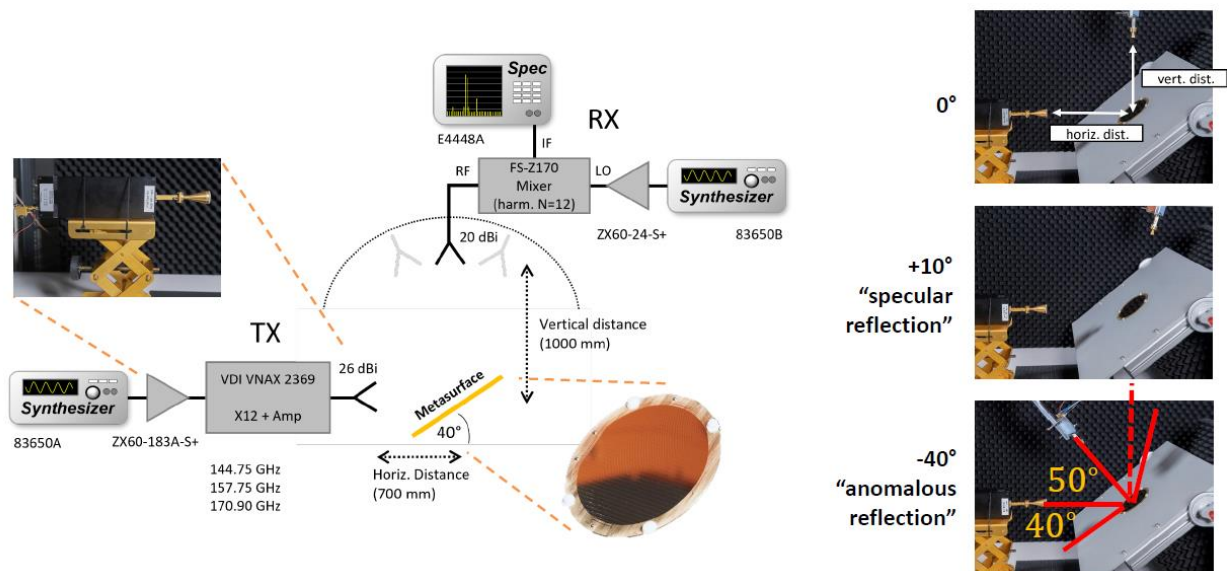 Spec
E4448A
IF
RX
RF
FS-Z170
Mixer
(harm. N=12)
LO
Synthesizer
ZX60-24-S+
83650B
20 dBi
Vertical distance
(1000 mm)
TX
VDI VNAX 2369
X12 + Amp
26 dBi
Synthesizer
83650A
ZX60-183A-S+
144.75 GHz
157.75 GHz
170.90 GHz
Metasurface
40°
Horiz. Distance
(700 mm)
0°
vert. dist.
horiz. dist.
+10°
“specular
reflection”
-40°
“anomalous
reflection”
50°
40°